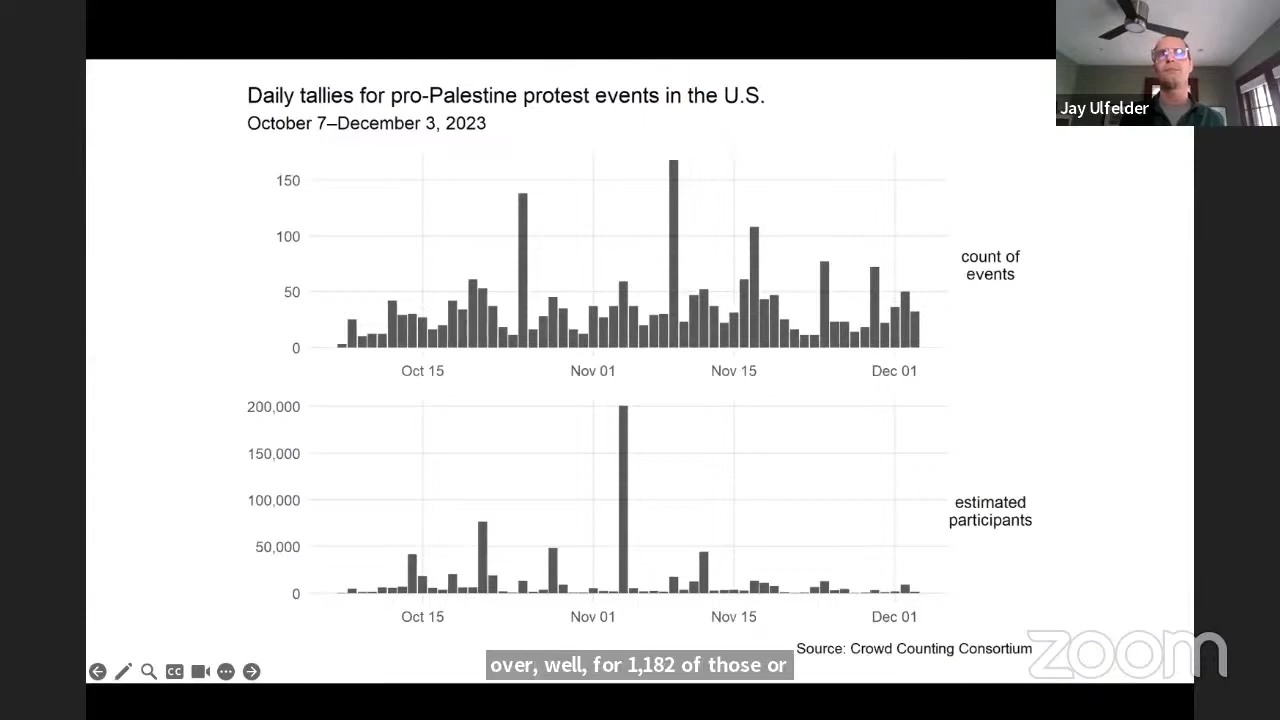 Jay Ulfelder
Daily tallies for pro-Palestine protest events in the U.S.
October 7–December 3, 2023
150
100
50
0
count of
events
Oct 15
Nov 01
Nov 15
Dec 01
200,000
150,000
100,000
50,000
0
estimated
participants
Oct 15
Nov 01
Nov 15
Dec 01
Source: Crowd Counting Consortium
over, well, for 1,182 of those or
CC
zoom